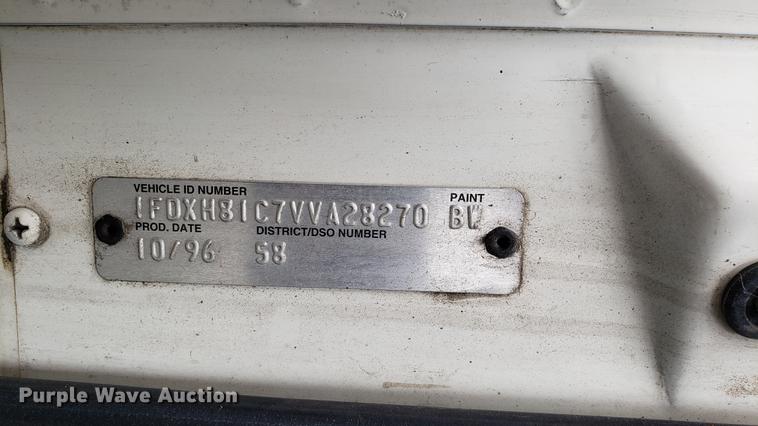 VEHICLE ID NUMBER PAINT
1FDXH81C7VVA28270 BW
PROD. DATE DISTRICT/DSO NUMBER
10/96 58
Purple Wave Auction®